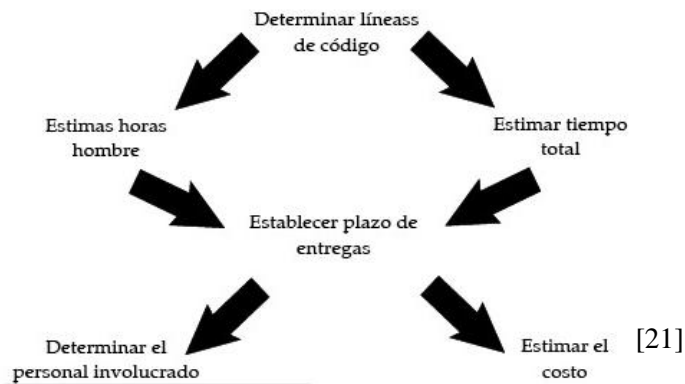 Determinar líneass
de código
Estimas horas
hombre
Estimar tiempo
total
Establecer plazo de
entregas
Determinar el
personal involucrado
Estimar el
costo
[21]